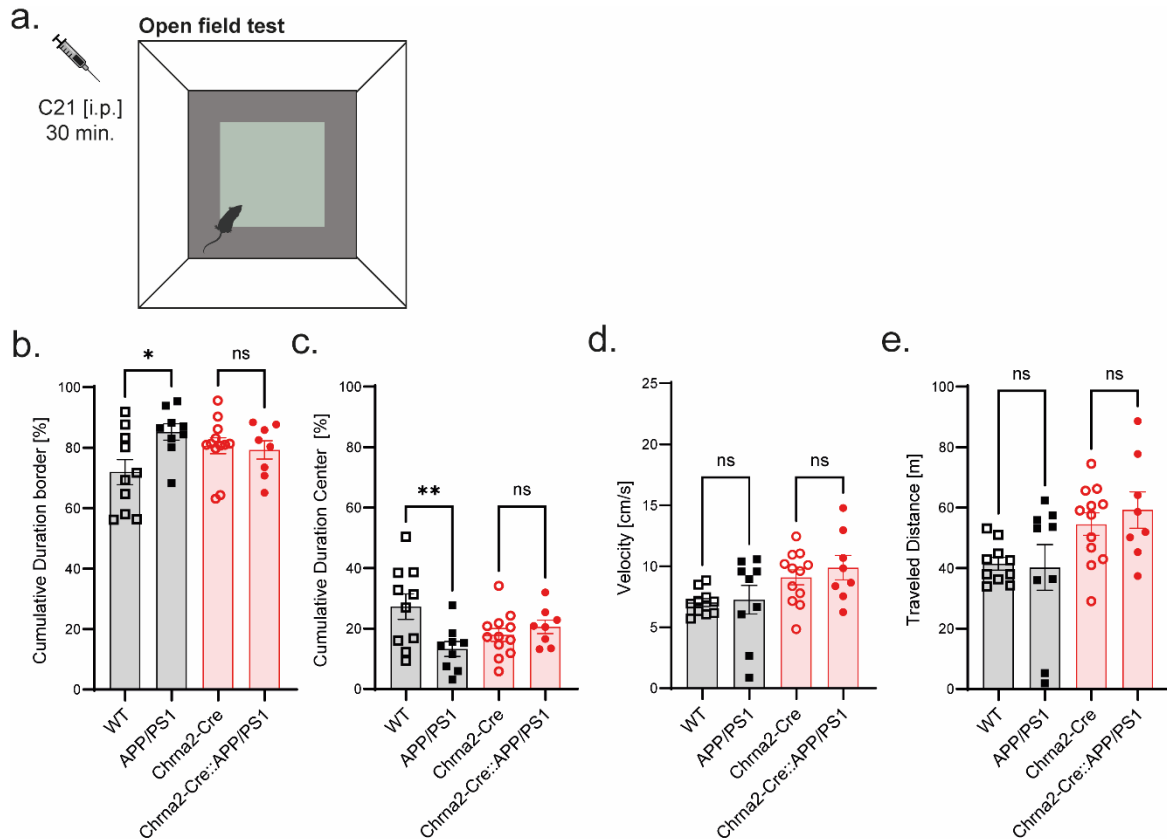 a.
Open field test
C21 [i.p.]
30 min.
b.
*
ns
Cumulative Duration border [%]
100
80
60
40
20
0
WT
APP/PS1
Chrna2-Cre
Chrna2-Cre::APP/PS1
c.
**
ns
Cumulative Duration Center [%]
100
80
60
40
20
0
WT
APP/PS1
Chrna2-Cre
Chrna2-Cre::APP/PS1
d.
ns
ns
Velocity [cm/s]
25
20
15
10
5
0
WT
APP/PS1
Chrna2-Cre
Chrna2-Cre::APP/PS1
e.
ns
ns
Traveled Distance [m]
100
80
60
40
20
0
WT
APP/PS1
Chrna2-Cre
Chrna2-Cre::APP/PS1